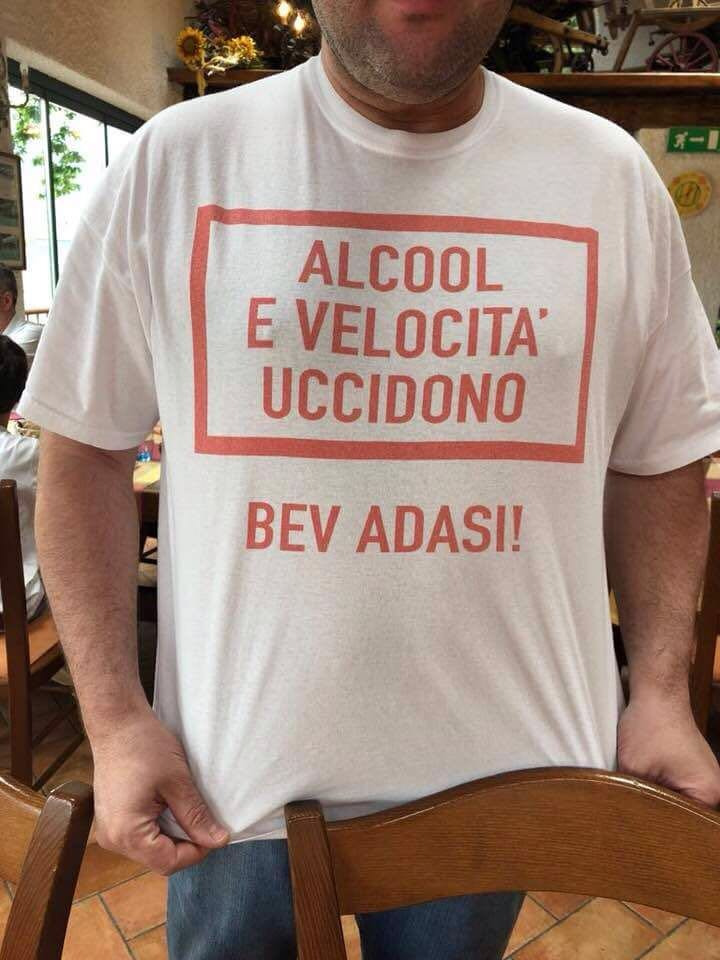 ALCOOL
E VELOCITA'
UCCIDONO
BEV ADASI!